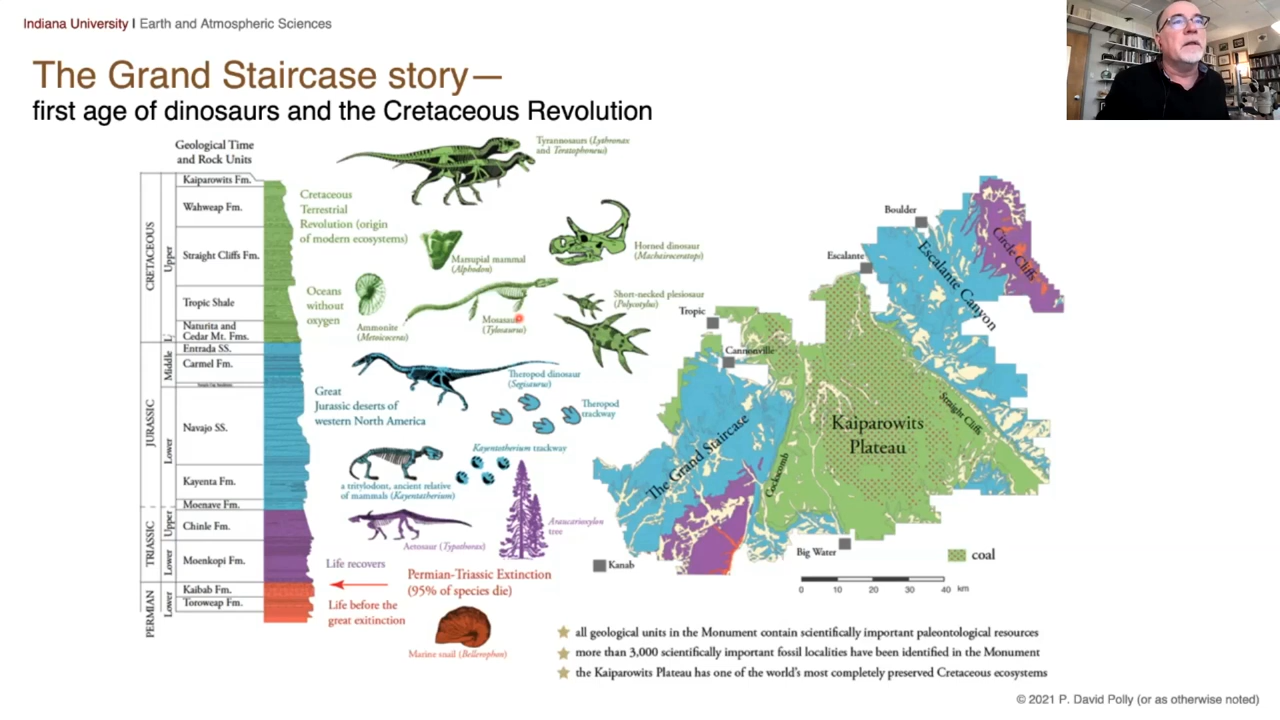 Indiana University | Earth and Atmospheric Sciences
The Grand Staircase story—
first age of dinosaurs and the Cretaceous Revolution
Geological Time
and Rock Units
CRETACEOUS
Upper
L
Kaiparowits Fm.
Wahweap Fm.
Straight Cliffs Fm.
Tropic Shale
Naturita and
Cedar Mt. Fms.
JURASSIC
Middle
Lower
Entrada SS.
Carmel Fm.
Navajo SS.
Kayenta Fm.
Moenave Fm.
TRIASSIC
Upper
Lower
Chinle Fm.
Moenkopi Fm.
PERMIAN
Lower
Kaibab Fm.
Toroweap Fm.
Tyrannosaurs (Lythronax
and Teratophoneus)
Cretaceous
Terrestrial
Revolution (origin
of modern ecosystems)
Marsupial mammal
(Alphadon)
Horned dinosaur
(Machairoceratops)
Oceans
without
oxygen
Ammonite
(Metoicoceras)
Mosasaur
(Tylosaurus)
Short-necked plesiosaur
(Polycotylus)
Great
Jurassic deserts of
western North America
Theropod dinosaur
(Segisaurus)
Theropod
trackway
Kayentatherium trackway
a tritylodont, ancient relative
of mammals (Kayentatherium)
Aetosaur (Typothorax)
Araucarioxylon
tree
Life recovers
Permian-Triassic Extinction
(95% of species die)
Life before the
great exitinction
Marine snail (Bellerophon)
Boulder
Escalante
Tropic
Cannonville
Kanab
Big Water
Circle Cliffs
Escalante Canyon
Straight Cliffs
Kaiparowits
Plateau
The Grand Staircase
Cockscomb
coal
0 10 20 30 40 km
all geological units in the Monument contain scientifically important paleontological resources
more than 3,000 scientifically important fossil localities have been identified in the Monument
the Kaiparowits Plateau has one of the world's most completely preserved Cretaceous ecosystems
© 2021 P. David Polly (or as otherwise noted)